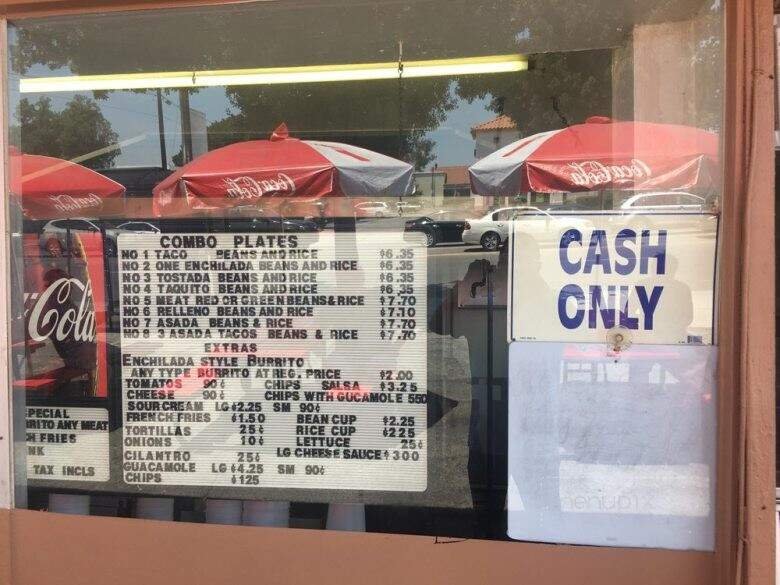 Coca-Cola
Coca-Cola
Coca-Cola
COMBO PLATES
NO 1 TACO BEANS AND RICE $6.35
NO 2 ONE ENCHILADA BEANS AND RICE $6.35
NO 3 TOSTADA BEANS AND RICE $6.35
NO 4 TAQUITO BEANS AND RICE $6.35
NO 5 MEAT RED OR GREEN BEANS & RICE $7.70
NO 6 RELLENO BEANS AND RICE $7.10
NO 7 ASADA BEANS & RICE $7.70
NO 8 3 ASADA TACOS BEANS & RICE $7.70
EXTRAS
ENCHILADA STYLE BURRITO
ANY TYPE BURRITO AT REG. PRICE $2.00
TOMATOS 90¢ CHIPS SALSA $3.25
CHEESE 90¢ CHIPS WITH GUCAMOLE 550
SOUR CREAM LG $2.25 SM 90¢
FRENCH FRIES $1.50 BEAN CUP $2.25
TORTILLAS 25¢ RICE CUP $225
ONIONS 10¢ LETTUCE 25¢
CILANTRO 25¢ LG CHEESE SAUCE $300
GUACAMOLE LG $4.25 SM 90¢
CHIPS $125
CASH
ONLY
Cola
PECIAL
RITO ANY MEAT
H FRIES
NK
TAX INCLS